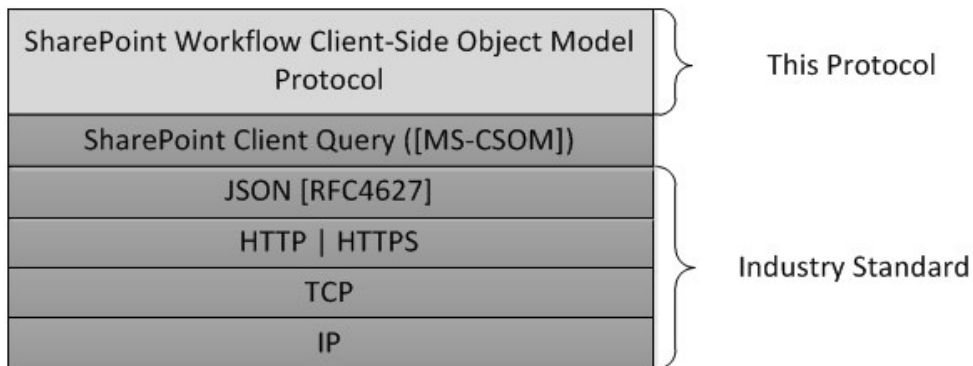 SharePoint Workflow Client-Side Object Model
Protocol
This Protocol
SharePoint Client Query ([MS-CSOM])
JSON [RFC4627]
HTTP | HTTPS
Industry Standard
TCP
IP